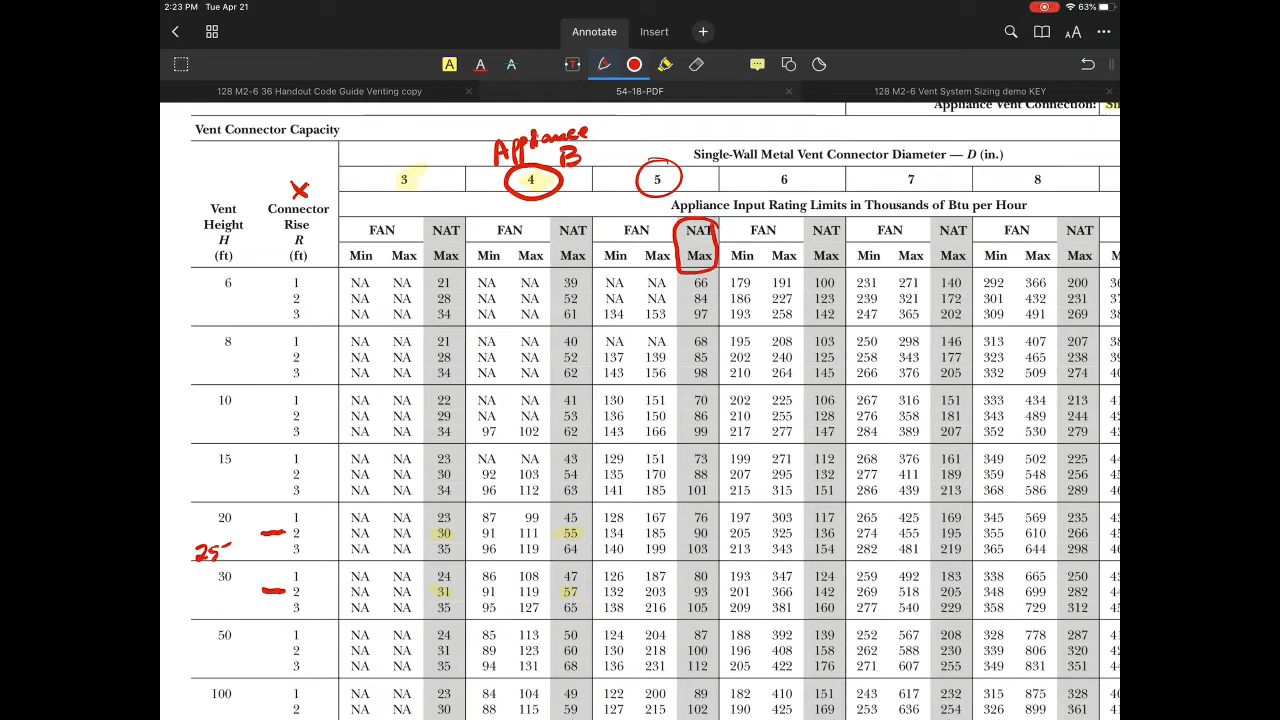 2:23 PM Tue Apr 21 63%
Annotate Insert
A A A T
128 M2-6 36 Handout Code Guide Venting copy 54-18-PDF 128 M2-6 Vent System Sizing demo KEY
Appliance Vent Connection:
Vent Connector Capacity
Appliance B
Single-Wall Metal Vent Connector Diameter — D (in.)
3 4 5 6 7 8
X
Vent Height H (ft) Connector Rise R (ft) Appliance Input Rating Limits in Thousands of Btu per Hour
FAN NAT FAN NAT FAN NAT FAN NAT FAN NAT FAN NAT
Min Max Max Min Max Max Min Max Max Min Max Max Min Max Max Min Max Max M
6 1 NA NA 21 NA NA 39 NA NA 66 179 191 100 231 271 140 292 366 200 36
2 NA NA 28 NA NA 52 NA NA 84 186 227 123 239 321 172 301 432 231 37
3 NA NA 34 NA NA 61 134 153 97 193 258 142 247 365 202 309 491 269 38
8 1 NA NA 21 NA NA 40 NA NA 68 195 208 103 250 298 146 313 407 207 38
2 NA NA 28 NA NA 52 137 139 85 202 240 125 258 343 177 323 465 238 39
3 NA NA 34 NA NA 62 143 156 98 210 264 145 266 376 205 332 509 274 40
10 1 NA NA 22 NA NA 41 130 151 70 202 225 106 267 316 151 333 434 213 41
2 NA NA 29 NA NA 53 136 150 86 210 255 128 276 358 181 343 489 244 42
3 NA NA 34 97 102 62 143 166 99 217 277 147 284 389 207 352 530 279 43
15 1 NA NA 23 NA NA 43 129 151 73 199 271 112 268 376 161 349 502 225 44
2 NA NA 30 92 103 54 135 170 88 207 295 132 277 411 189 359 548 256 45
3 NA NA 34 96 112 63 141 185 101 215 315 151 286 439 213 368 586 289 46
20 1 NA NA 23 87 99 45 128 167 76 197 303 117 265 425 169 345 569 235 43
2 NA NA 30 91 111 55 134 185 90 205 325 136 274 455 195 355 610 266 45
3 NA NA 35 96 119 64 140 199 103 213 343 154 282 481 219 365 644 298 46
25
30 1 NA NA 24 86 108 47 126 187 80 193 347 124 259 492 183 338 665 250 43
2 NA NA 31 91 119 57 132 203 93 201 366 142 269 518 205 348 699 282 44
3 NA NA 35 95 127 65 138 216 105 209 381 160 277 540 229 358 729 312 45
50 1 NA NA 24 85 113 50 124 204 87 188 392 139 252 567 208 328 778 287 41
2 NA NA 31 89 123 60 130 218 100 196 408 158 262 588 230 339 806 320 43
3 NA NA 35 94 131 68 136 231 112 205 422 176 271 607 255 349 831 351 44
100 1 NA NA 23 84 104 49 122 200 89 182 410 151 243 617 232 315 875 328 40
2 NA NA 30 88 115 59 127 215 102 190 425 169 253 636 254 326 899 361 41